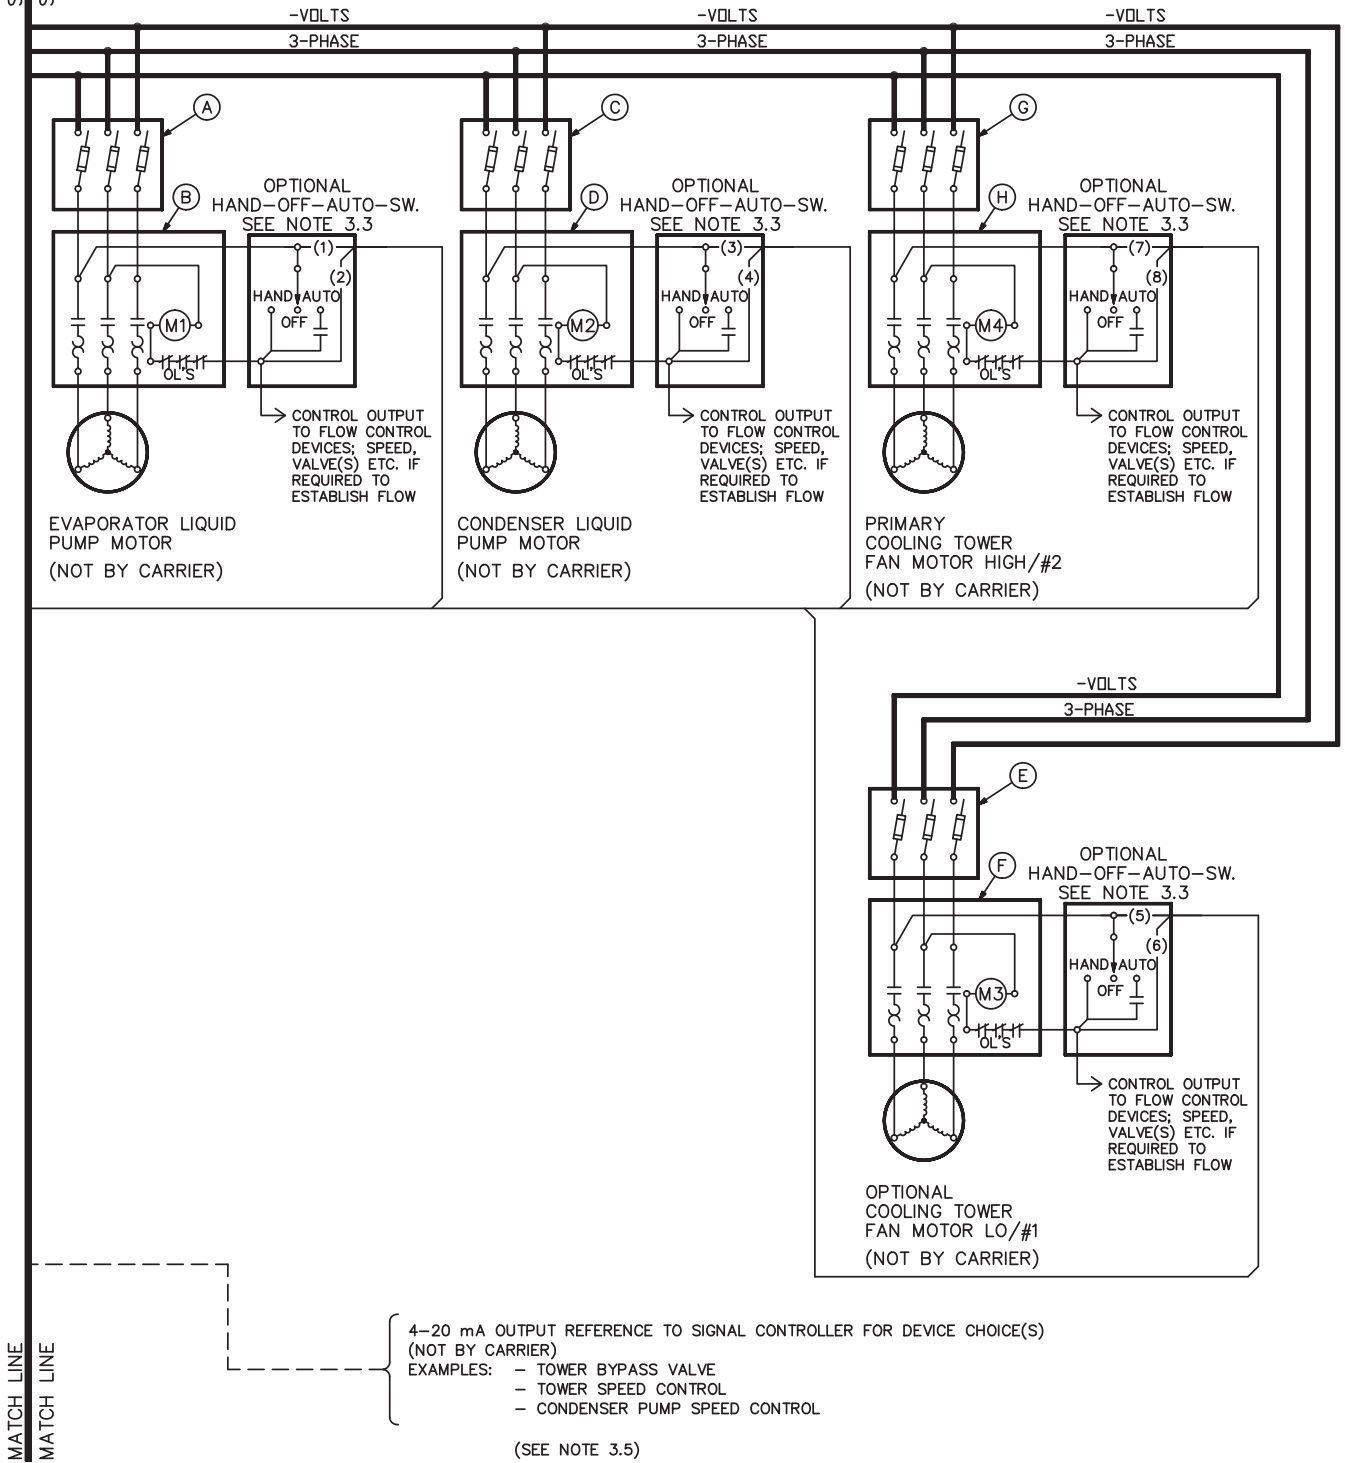 -VOLTS
3-PHASE
-VOLTS
3-PHASE
-VOLTS
3-PHASE
A
B
OPTIONAL
HAND-OFF-AUTO-SW.
SEE NOTE 3.3
(1)
(2)
HAND AUTO
OFF
M1
OL'S
CONTROL OUTPUT
TO FLOW CONTROL
DEVICES; SPEED,
VALVE(S) ETC. IF
REQUIRED TO
ESTABLISH FLOW
EVAPORATOR LIQUID
PUMP MOTOR
(NOT BY CARRIER)
C
D
OPTIONAL
HAND-OFF-AUTO-SW.
SEE NOTE 3.3
(3)
(4)
HAND AUTO
OFF
M2
OL'S
CONTROL OUTPUT
TO FLOW CONTROL
DEVICES; SPEED,
VALVE(S) ETC. IF
REQUIRED TO
ESTABLISH FLOW
CONDENSER LIQUID
PUMP MOTOR
(NOT BY CARRIER)
G
H
OPTIONAL
HAND-OFF-AUTO-SW.
SEE NOTE 3.3
(7)
(8)
HAND AUTO
OFF
M4
OL'S
CONTROL OUTPUT
TO FLOW CONTROL
DEVICES; SPEED,
VALVE(S) ETC. IF
REQUIRED TO
ESTABLISH FLOW
PRIMARY
COOLING TOWER
FAN MOTOR HIGH/#2
(NOT BY CARRIER)
-VOLTS
3-PHASE
E
F
OPTIONAL
HAND-OFF-AUTO-SW.
SEE NOTE 3.3
(5)
(6)
HAND AUTO
OFF
M3
OL'S
CONTROL OUTPUT
TO FLOW CONTROL
DEVICES; SPEED,
VALVE(S) ETC. IF
REQUIRED TO
ESTABLISH FLOW
OPTIONAL
COOLING TOWER
FAN MOTOR LO/#1
(NOT BY CARRIER)
4-20 mA OUTPUT REFERENCE TO SIGNAL CONTROLLER FOR DEVICE CHOICE(S)
(NOT BY CARRIER)
EXAMPLES: - TOWER BYPASS VALVE
- TOWER SPEED CONTROL
- CONDENSER PUMP SPEED CONTROL
(SEE NOTE 3.5)
MATCH LINE
MATCH LINE